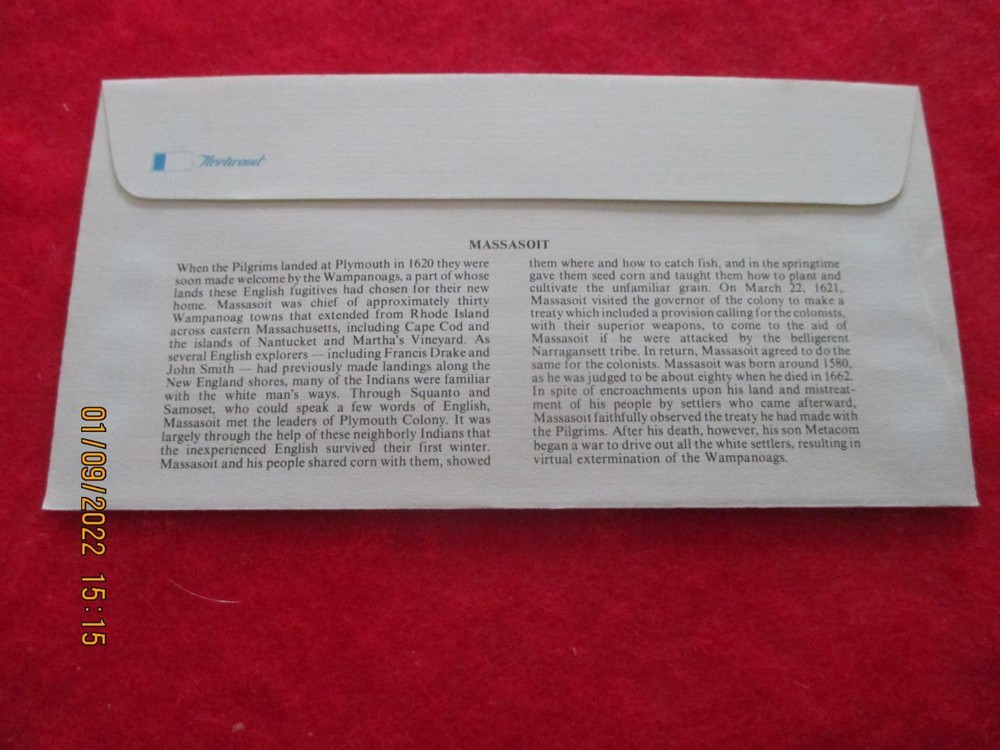 Fleetwood
MASSASOIT
When the Pilgrims landed at Plymouth in 1620 they were
soon made welcome by the Wampanoags, a part of whose
lands these English fugitives had chosen for their new
home. Massasoit was chief of approximately thirty
Wampanoag towns that extended from Rhode Island
across eastern Massachusetts, including Cape Cod and
the islands of Nantucket and Martha's Vineyard. As
several English explorers — including Francis Drake and
John Smith — had previously made landings along the
New England shores, many of the Indians were familiar
with the white man's ways. Through Squanto and
Samoset, who could speak a few words of English,
Massasoit met the leaders of Plymouth Colony. It was
largely through the help of these neighborly Indians that
the inexperienced English survived their first winter.
Massasoit and his people shared corn with them, showed
them where and how to catch fish, and in the springtime
gave them seed corn and taught them how to plant and
cultivate the unfamiliar grain. On March 22, 1621,
Massasoit visited the governor of the colony to make a
treaty which included a provision calling for the colonists,
with their superior weapons, to come to the aid of
Massasoit if he were attacked by the belligerent
Narragansett tribe. In return, Massasoit agreed to do the
same for the colonists. Massasoit was born around 1580,
as he was judged to be about eighty when he died in 1662.
In spite of encroachments upon his land and mistreat-
ment of his people by settlers who came afterward,
Massasoit faithfully observed the treaty he had made with
the Pilgrims. After his death, however, his son Metacom
began a war to drive out all the white settlers, resulting in
virtual extermination of the Wampanoags.
01/09/2022 15:15